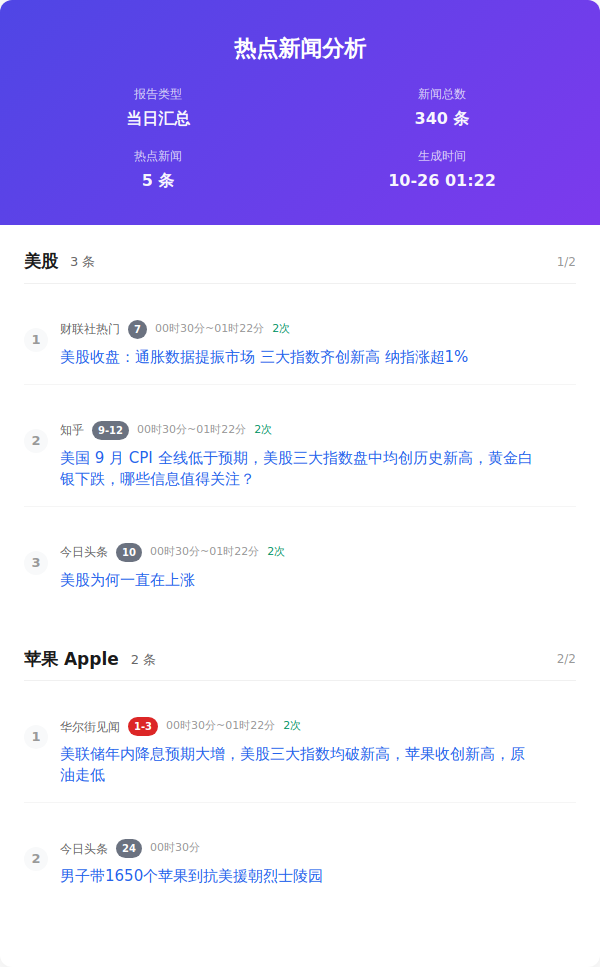 热点新闻分析
报告类型
当日汇总
新闻总数
340 条
热点新闻
5 条
生成时间
10-26 01:22
美股 3 条 1/2
1
财联社热门 7 00时30分~01时22分 2次
美股收盘：通胀数据提振市场 三大指数齐创新高 纳指涨超1%
2
知乎 9-12 00时30分~01时22分 2次
美国 9 月 CPI 全线低于预期，美股三大指数盘中均创历史新高，黄金白
银下跌，哪些信息值得关注？
3
今日头条 10 00时30分~01时22分 2次
美股为何一直在上涨
苹果 Apple 2 条 2/2
1
华尔街见闻 1-3 00时30分~01时22分 2次
美联储年内降息预期大增，美股三大指数均破新高，苹果收创新高，原
油走低
2
今日头条 24 00时30分
男子带1650个苹果到抗美援朝烈士陵园